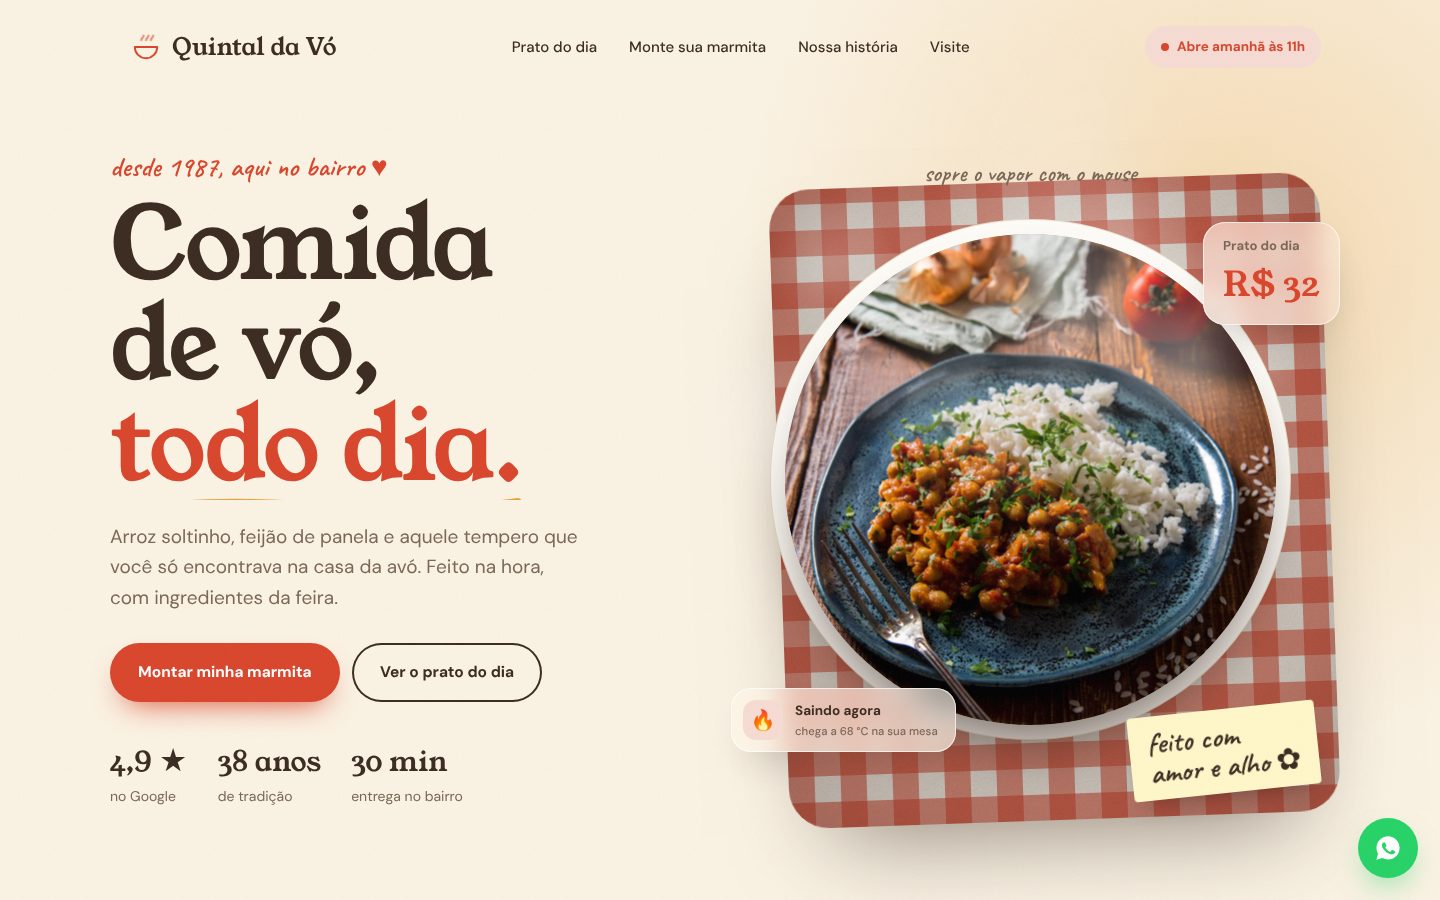 Quintal da Vó
Prato do dia
Monte sua marmita
Nossa história
Visite
Abre amanhã às 11h
desde 1987, aqui no bairro ♥
Comida
de vó,
todo dia.
Arroz soltinho, feijão de panela e aquele tempero que
você só encontrava na casa da avó. Feito na hora,
com ingredientes da feira.
Montar minha marmita
Ver o prato do dia
4,9 ★
no Google
38 anos
de tradição
30 min
entrega no bairro
sopre o vapor com o mouse
Prato do dia
R$ 32
Saindo agora
chega a 68 °C na sua mesa
feito com
amor e alho ✿